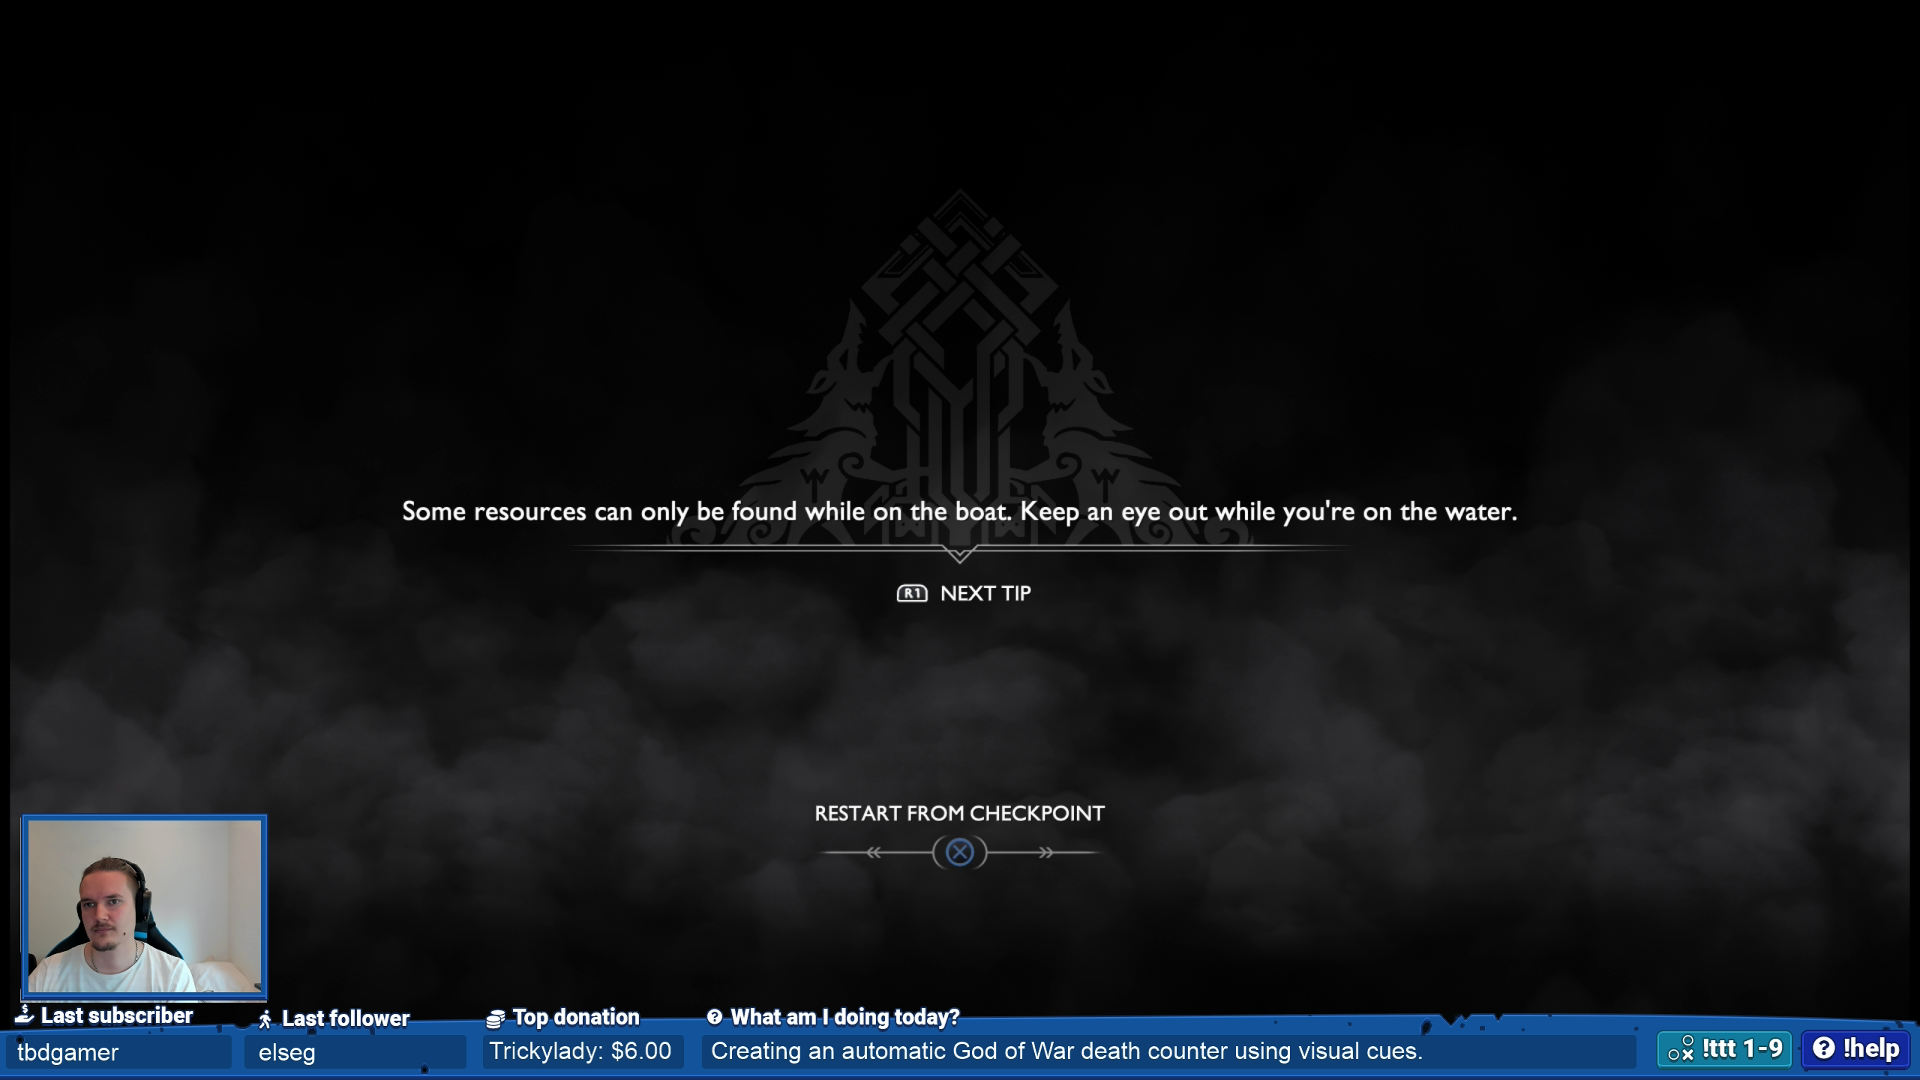 Some resources can only be found while on the boat. Keep an eye out while you're on the water.
R1 NEXT TIP
RESTART FROM CHECKPOINT
Last subscriber
tbdgamer
Last follower
elseg
Top donation
Trickylady: $6.00
What am I doing today?
Creating an automatic God of War death counter using visual cues.
!ttt 1-9
!help